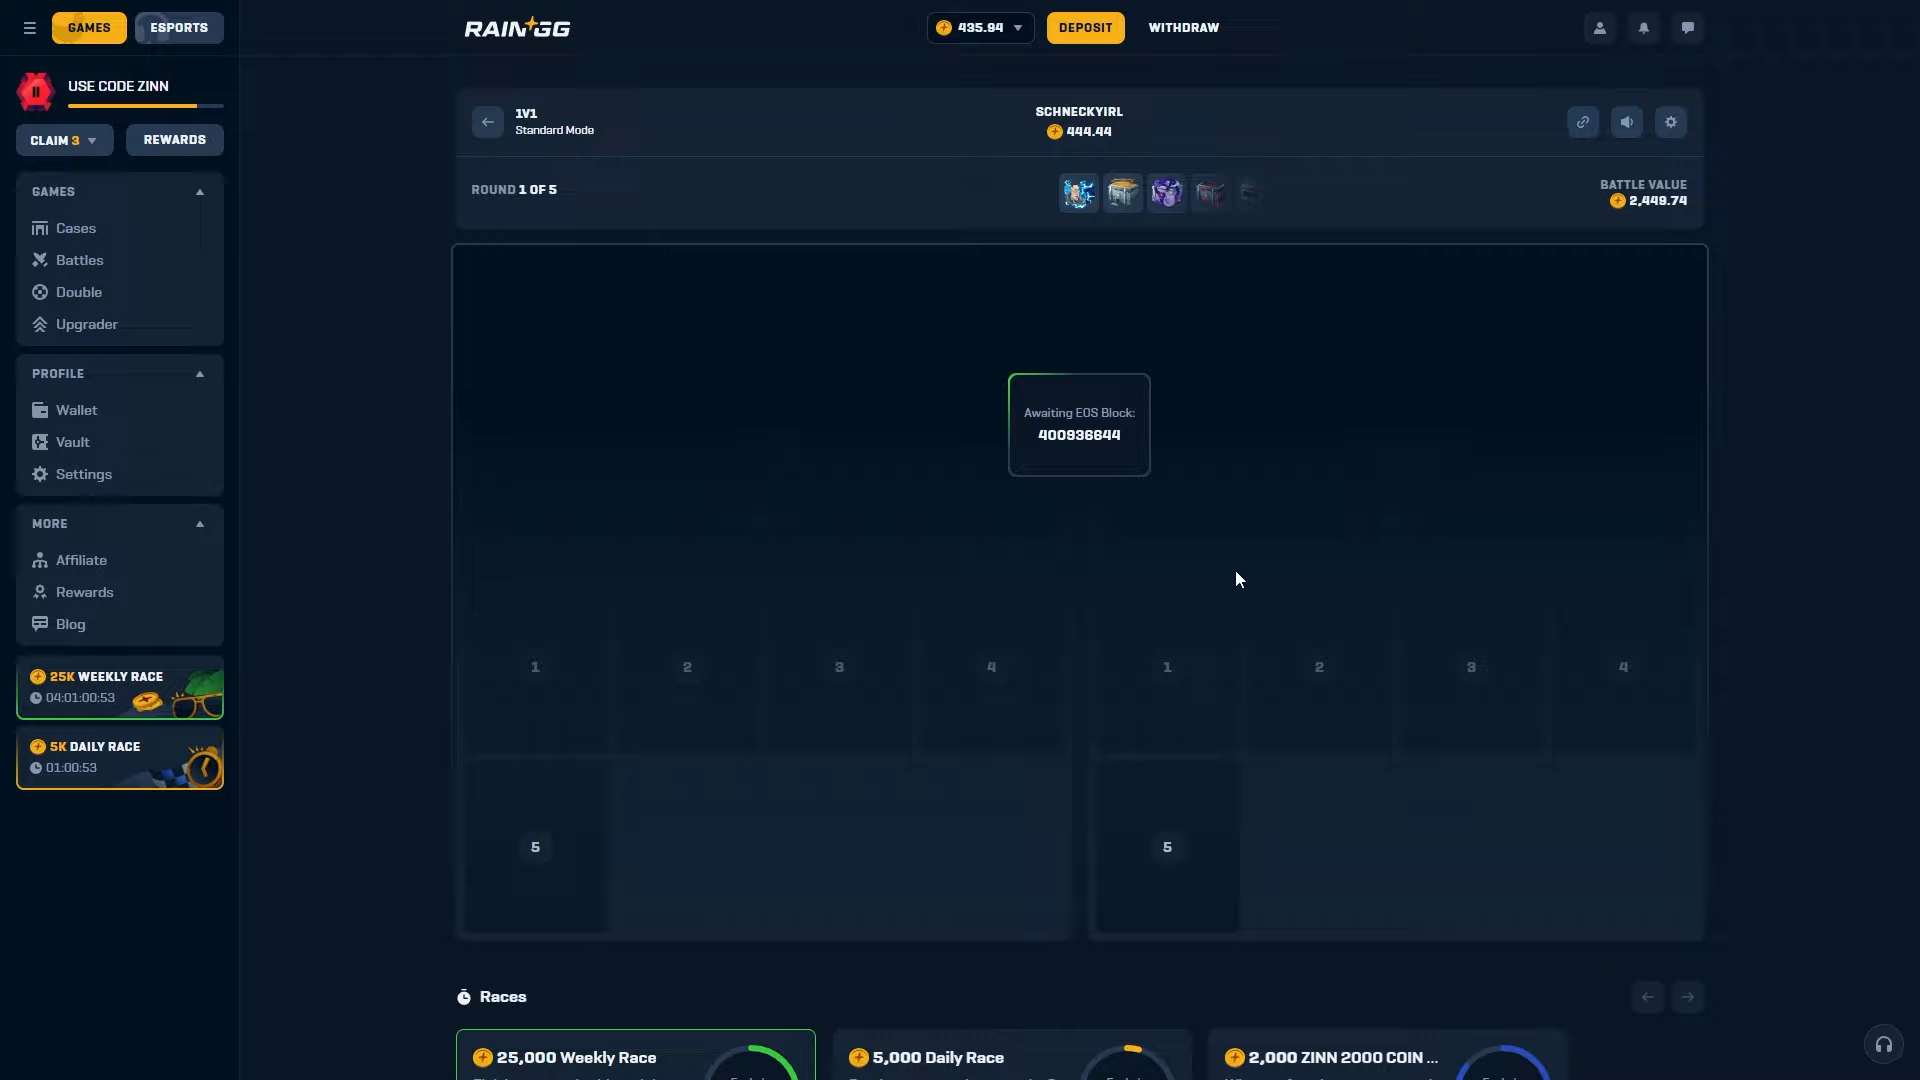 GAMES
ESPORTS
RAIN GG
435.94
DEPOSIT
WITHDRAW
USE CODE ZINN
CLAIM 3
REWARDS
GAMES
Cases
Battles
Double
Upgrader
PROFILE
Wallet
Vault
Settings
MORE
Affiliate
Rewards
Blog
25K WEEKLY RACE
04:01:00:53
5K DAILY RACE
01:00:53
1V1
Standard Mode
SCHNECKYIRL
444.44
ROUND 1 OF 5
BATTLE VALUE
2,449.74
Awaiting EOS Block:
400936644
1
2
3
4
1
2
3
4
5
5
Races
25,000 Weekly Race
5,000 Daily Race
2,000 ZINN 2000 COIN ...